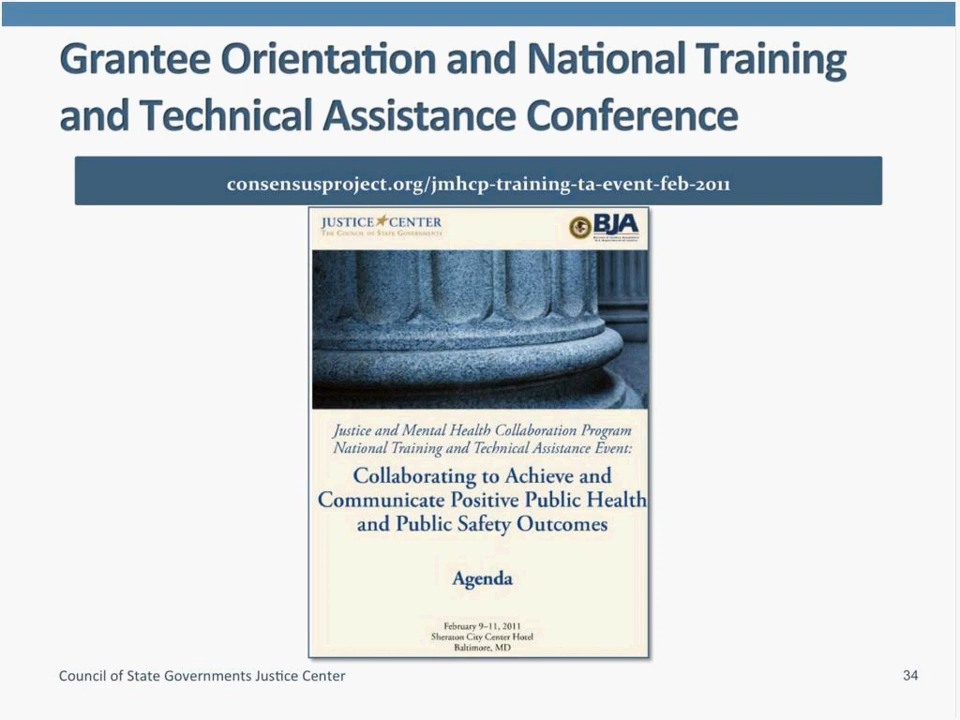 Grantee Orientation and National Training
and Technical Assistance Conference
consensusproject.org/jmhcp-training-ta-event-feb-2011
JUSTICE CENTER
THE COUNCIL OF STATE GOVERNMENTS
BJA
Justice and Mental Health Collaboration Program
National Training and Technical Assistance Event:
Collaborating to Achieve and
Communicate Positive Public Health
and Public Safety Outcomes
Agenda
February 9–11, 2011
Sheraton City Center Hotel
Baltimore, MD
Council of State Governments Justice Center
34